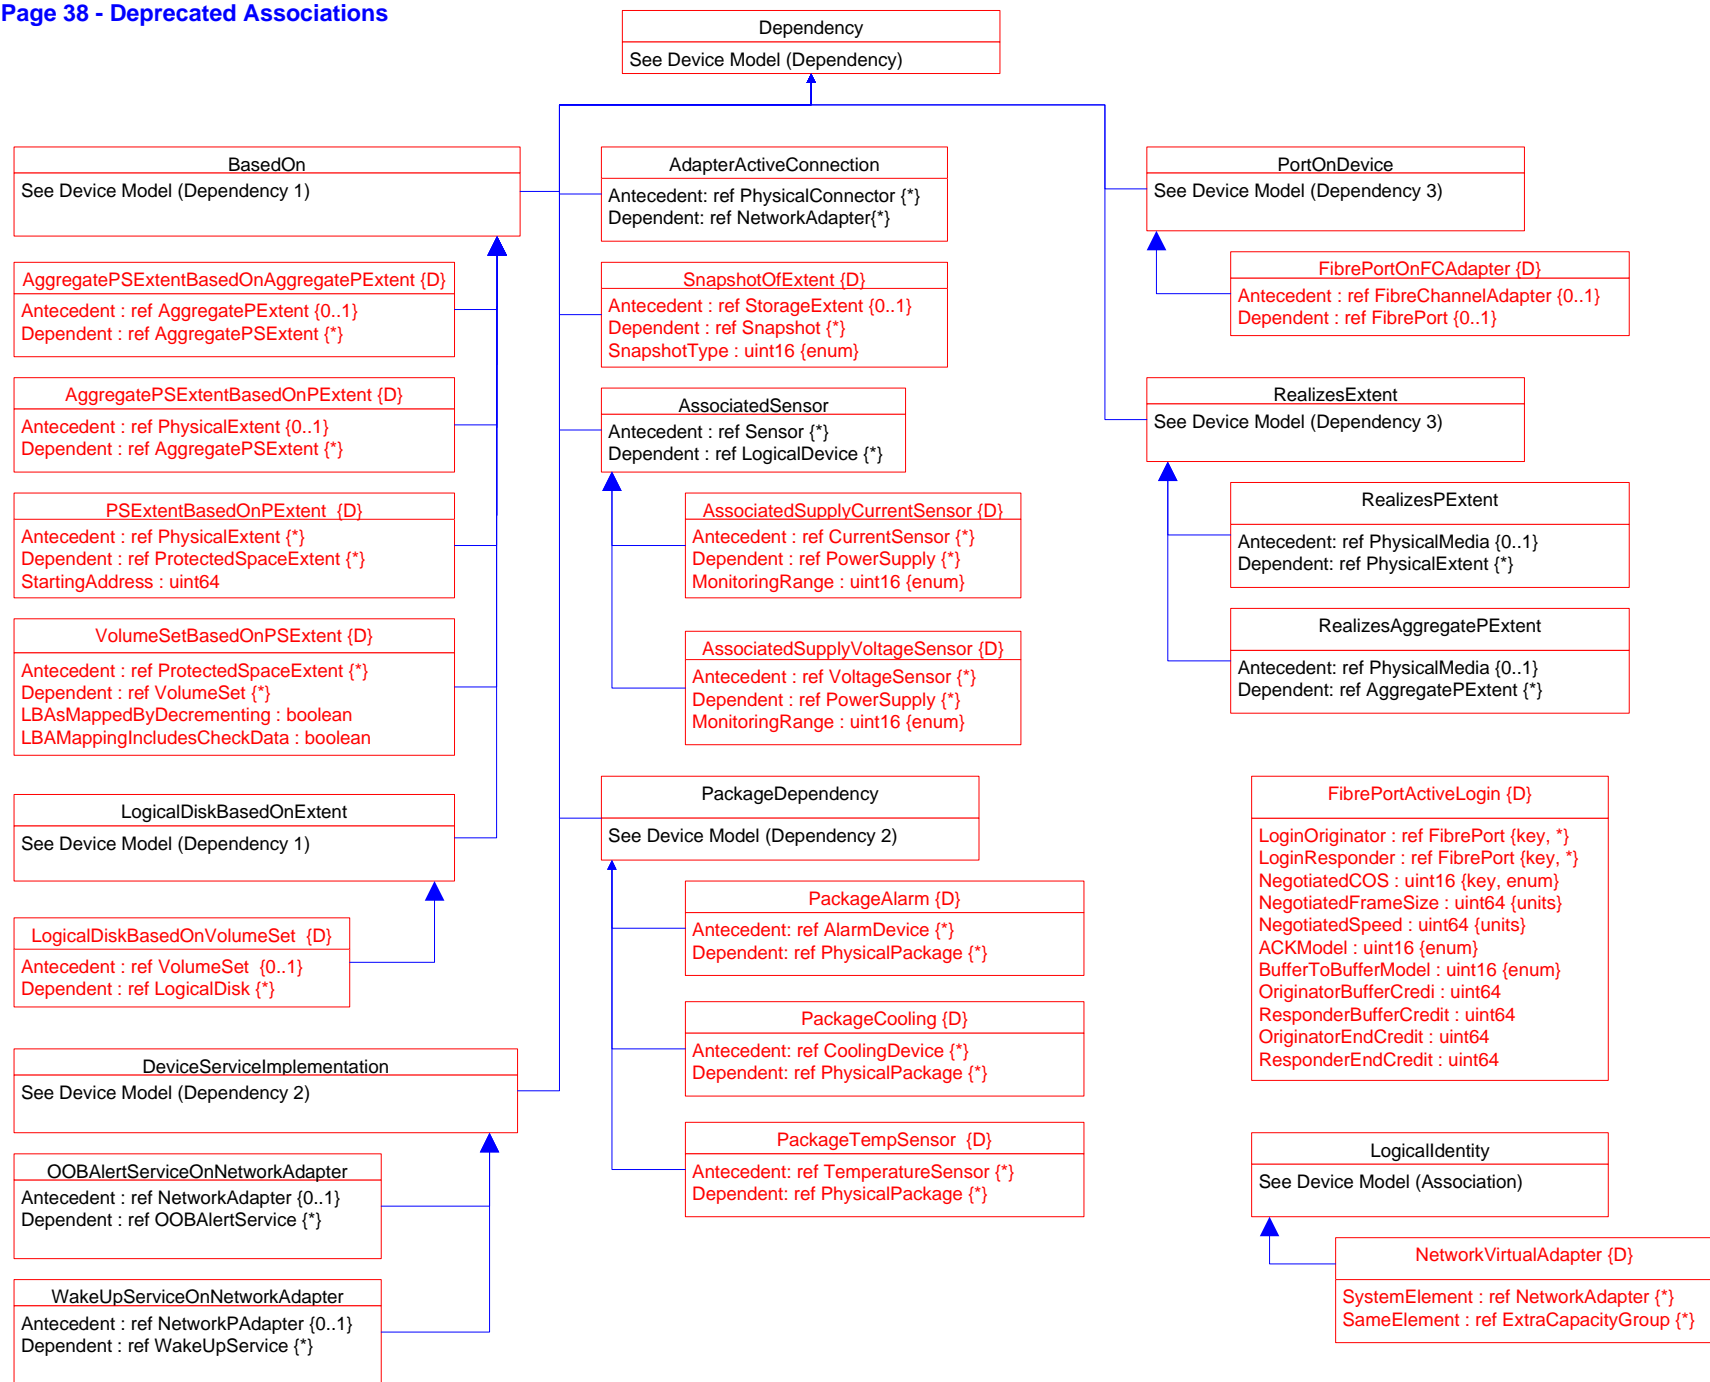 Page 38 - Deprecated Associations
Dependency
See Device Model (Dependency)
BasedOn
See Device Model (Dependency 1)
AggregatePSExtentBasedOnAggregatePExtent {D}
Antecedent : ref AggregatePExtent {0..1}
Dependent : ref AggregatePSExtent {*}
AggregatePSExtentBasedOnPExtent {D}
Antecedent : ref PhysicalExtent {0..1}
Dependent : ref AggregatePSExtent {*}
PSExtentBasedOnPExtent {D}
Antecedent : ref PhysicalExtent {*}
Dependent : ref ProtectedSpaceExtent {*}
StartingAddress : uint64
VolumeSetBasedOnPSExtent {D}
Antecedent : ref ProtectedSpaceExtent {*}
Dependent : ref VolumeSet {*}
LBAsMappedByDecrementing : boolean
LBAMappingIncludesCheckData : boolean
LogicalDiskBasedOnExtent
See Device Model (Dependency 1)
LogicalDiskBasedOnVolumeSet {D}
Antecedent : ref VolumeSet {0..1}
Dependent : ref LogicalDisk {*}
DeviceServiceImplementation
See Device Model (Dependency 2)
OOBAlertServiceOnNetworkAdapter
Antecedent : ref NetworkAdapter {0..1}
Dependent : ref OOBAlertService {*}
WakeUpServiceOnNetworkAdapter
Antecedent : ref NetworkPAdapter {0..1}
Dependent : ref WakeUpService {*}
AdapterActiveConnection
Antecedent: ref PhysicalConnector {*}
Dependent: ref NetworkAdapter{*}
SnapshotOfExtent {D}
Antecedent : ref StorageExtent {0..1}
Dependent : ref Snapshot {*}
SnapshotType : uint16 {enum}
AssociatedSensor
Antecedent : ref Sensor {*}
Dependent : ref LogicalDevice {*}
AssociatedSupplyCurrentSensor {D}
Antecedent : ref CurrentSensor {*}
Dependent : ref PowerSupply {*}
MonitoringRange : uint16 {enum}
AssociatedSupplyVoltageSensor {D}
Antecedent : ref VoltageSensor {*}
Dependent : ref PowerSupply {*}
MonitoringRange : uint16 {enum}
PackageDependency
See Device Model (Dependency 2)
PackageAlarm {D}
Antecedent: ref AlarmDevice {*}
Dependent: ref PhysicalPackage {*}
PackageCooling {D}
Antecedent: ref CoolingDevice {*}
Dependent: ref PhysicalPackage {*}
PackageTempSensor {D}
Antecedent: ref TemperatureSensor {*}
Dependent: ref PhysicalPackage {*}
PortOnDevice
See Device Model (Dependency 3)
FibrePortOnFCAdapter {D}
Antecedent : ref FibreChannelAdapter {0..1}
Dependent : ref FibrePort {0..1}
RealizesExtent
See Device Model (Dependency 3)
RealizesPExtent
Antecedent: ref PhysicalMedia {0..1}
Dependent: ref PhysicalExtent {*}
RealizesAggregatePExtent
Antecedent: ref PhysicalMedia {0..1}
Dependent: ref AggregatePExtent {*}
FibrePortActiveLogin {D}
LoginOriginator : ref FibrePort {key, *}
LoginResponder : ref FibrePort {key, *}
NegotiatedCOS : uint16 {key, enum}
NegotiatedFrameSize : uint64 {units}
NegotiatedSpeed : uint64 {units}
ACKModel : uint16 {enum}
BufferToBufferModel : uint16 {enum}
OriginatorBufferCredi : uint64
ResponderBufferCredit : uint64
OriginatorEndCredit : uint64
ResponderEndCredit : uint64
LogicalIdentity
See Device Model (Association)
NetworkVirtualAdapter {D}
SystemElement : ref NetworkAdapter {*}
SameElement : ref ExtraCapacityGroup {*}